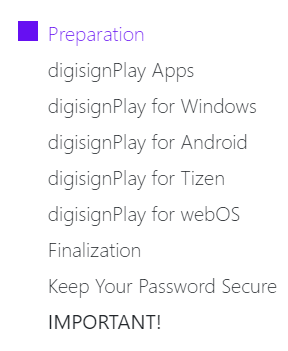 Preparation
digisignPlay Apps
digisignPlay for Windows
digisignPlay for Android
digisignPlay for Tizen
digisignPlay for webOS
Finalization
Keep Your Password Secure
IMPORTANT!